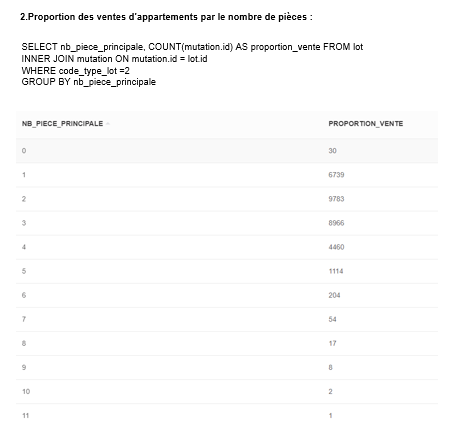 2.Proportion des ventes d'appartements par le nombre de pièces :
SELECT nb_piece_principale, COUNT(mutation.id) AS proportion_vente FROM lot
INNER JOIN mutation ON mutation.id = lot.id
WHERE code_type_lot =2
GROUP BY nb_piece_principale
NB_PIECE_PRINCIPALE PROPORTION_VENTE
0 30
1 6739
2 9783
3 8966
4 4460
5 1114
6 204
7 54
8 17
9 8
10 2
11 1